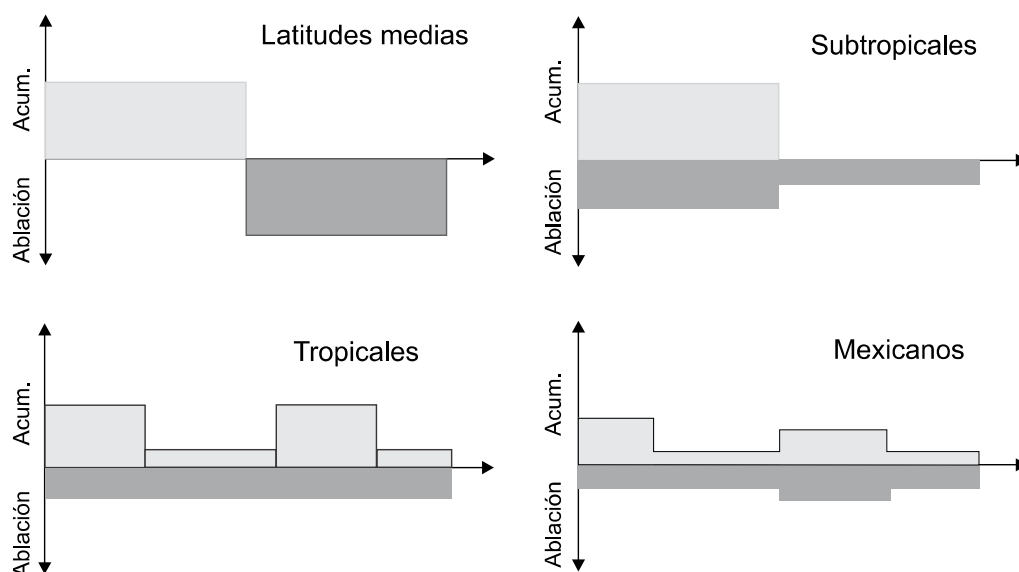 Latitudes medias
Acum.
Ablación
Subtropicales
Acum.
Ablación
Tropicales
Acum.
Ablación
Mexicanos
Acum.
Ablación